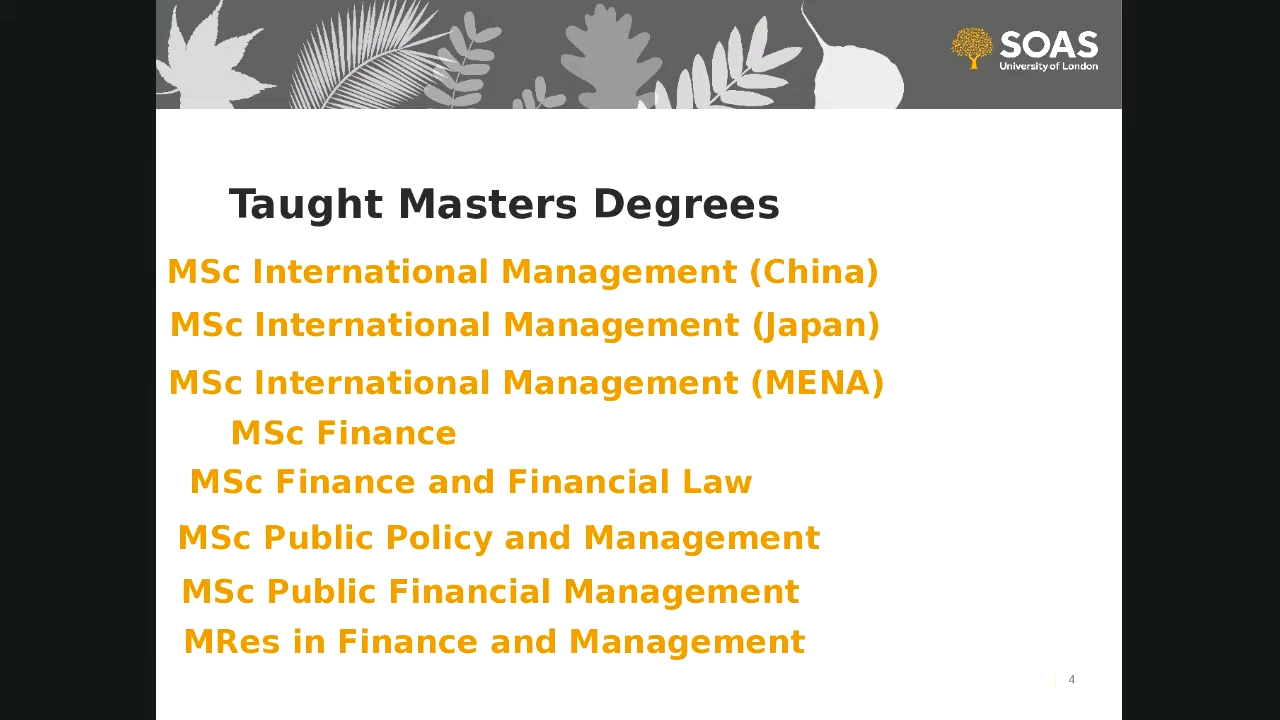 SOAS
University of London
Taught Masters Degrees
MSc International Management (China)
MSc International Management (Japan)
MSc International Management (MENA)
MSc Finance
MSc Finance and Financial Law
MSc Public Policy and Management
MSc Public Financial Management
MRes in Finance and Management
4